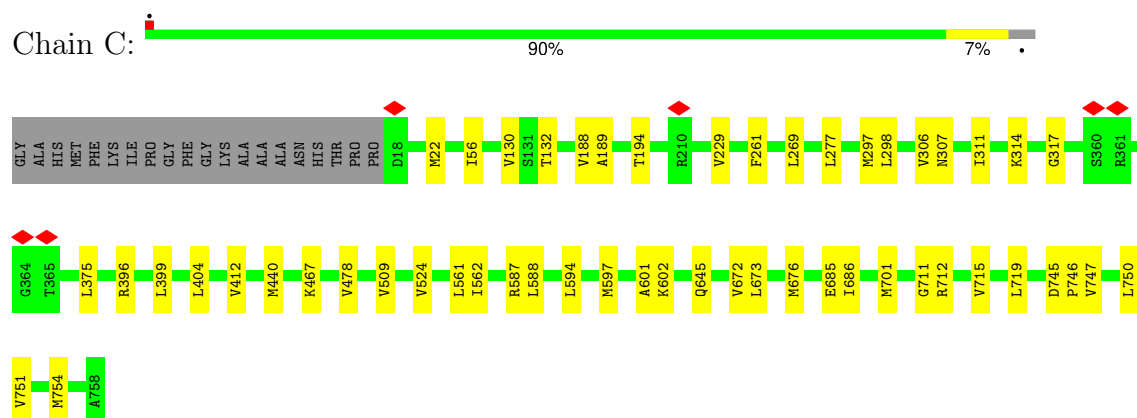 Chain C:
90% 7%
GLY ALA HIS MET PHE LYS ILE PRO GLY PHE GLY LYS ALA ALA ALA ASN HIS THR PRO PRO D18 M22 I56 V130 S131 T132 V188 A189 T194 R210 V229 F261 L269 L277 M297 L298 V306 N307 I311 K314 G317 S360 R361
G364 T365 L375 R396 L399 L404 V412 M440 K467 V478 V509 V524 L561 I562 R587 L588 L594 M597 A601 K602 Q645 V672 L673 M676 E685 I686 M701 G711 R712 V715 L719 D745 P746 V747 L750
V751 M754 A758